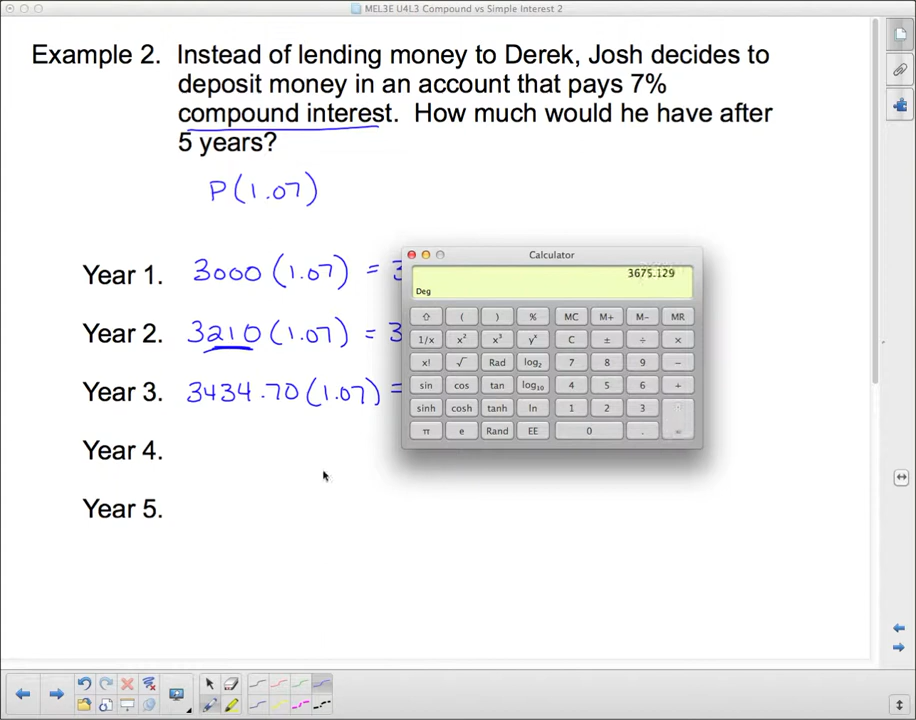 MEL3E U4L3 Compound vs Simple Interest 2
Example 2. Instead of lending money to Derek, Josh decides to
deposit money in an account that pays 7%
compound interest. How much would he have after
5 years?
P(1.07)
Year 1. 3000 (1.07) = 3
Year 2. 3210 (1.07) = 3
Year 3. 3434.70 (1.07) =
Year 4.
Year 5.
Calculator
3675.129
Deg
( ) % MC M+ M- MR
1/x x² x³ yˣ C ± ÷ ×
x! √ Rad log₂ 7 8 9 −
sin cos tan log₁₀ 4 5 6 +
sinh cosh tanh ln 1 2 3
π e Rand EE 0 .